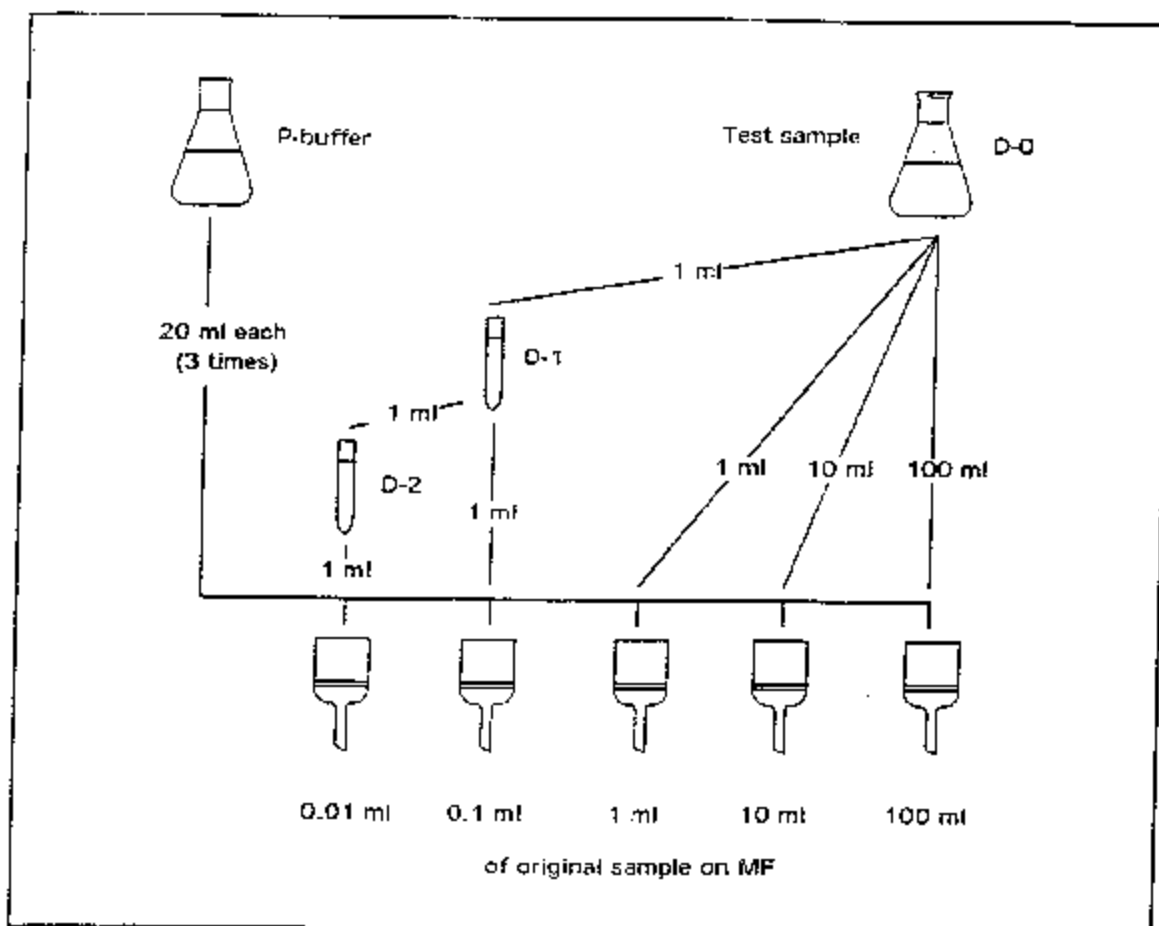 P-buffer
Test sample
D-0
1 ml
20 ml each
(3 times)
D-1
1 ml
D-2
1 ml
1 ml
10 ml
100 ml
1 ml
0.01 ml
0.1 ml
1 ml
10 ml
100 ml
of original sample on MF